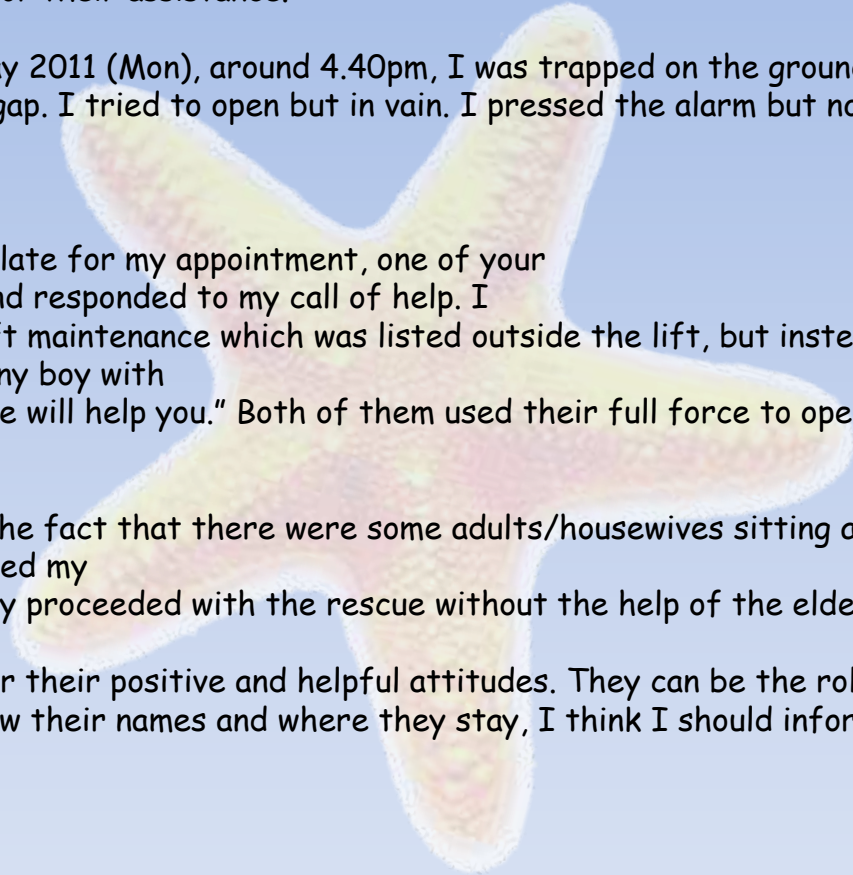 their assistance.
y 2011 (Mon), around 4.40pm, I was trapped on the groun
gap. I tried to open but in vain. I pressed the alarm but no
late for my appointment, one of your
nd responded to my call of help. I
t maintenance which was listed outside the lift, but inste
ny boy with
e will help you.” Both of them used their full force to ope
he fact that there were some adults/housewives sitting a
ed my
y proceeded with the rescue without the help of the elde
r their positive and helpful attitudes. They can be the rol
w their names and where they stay, I think I should infor